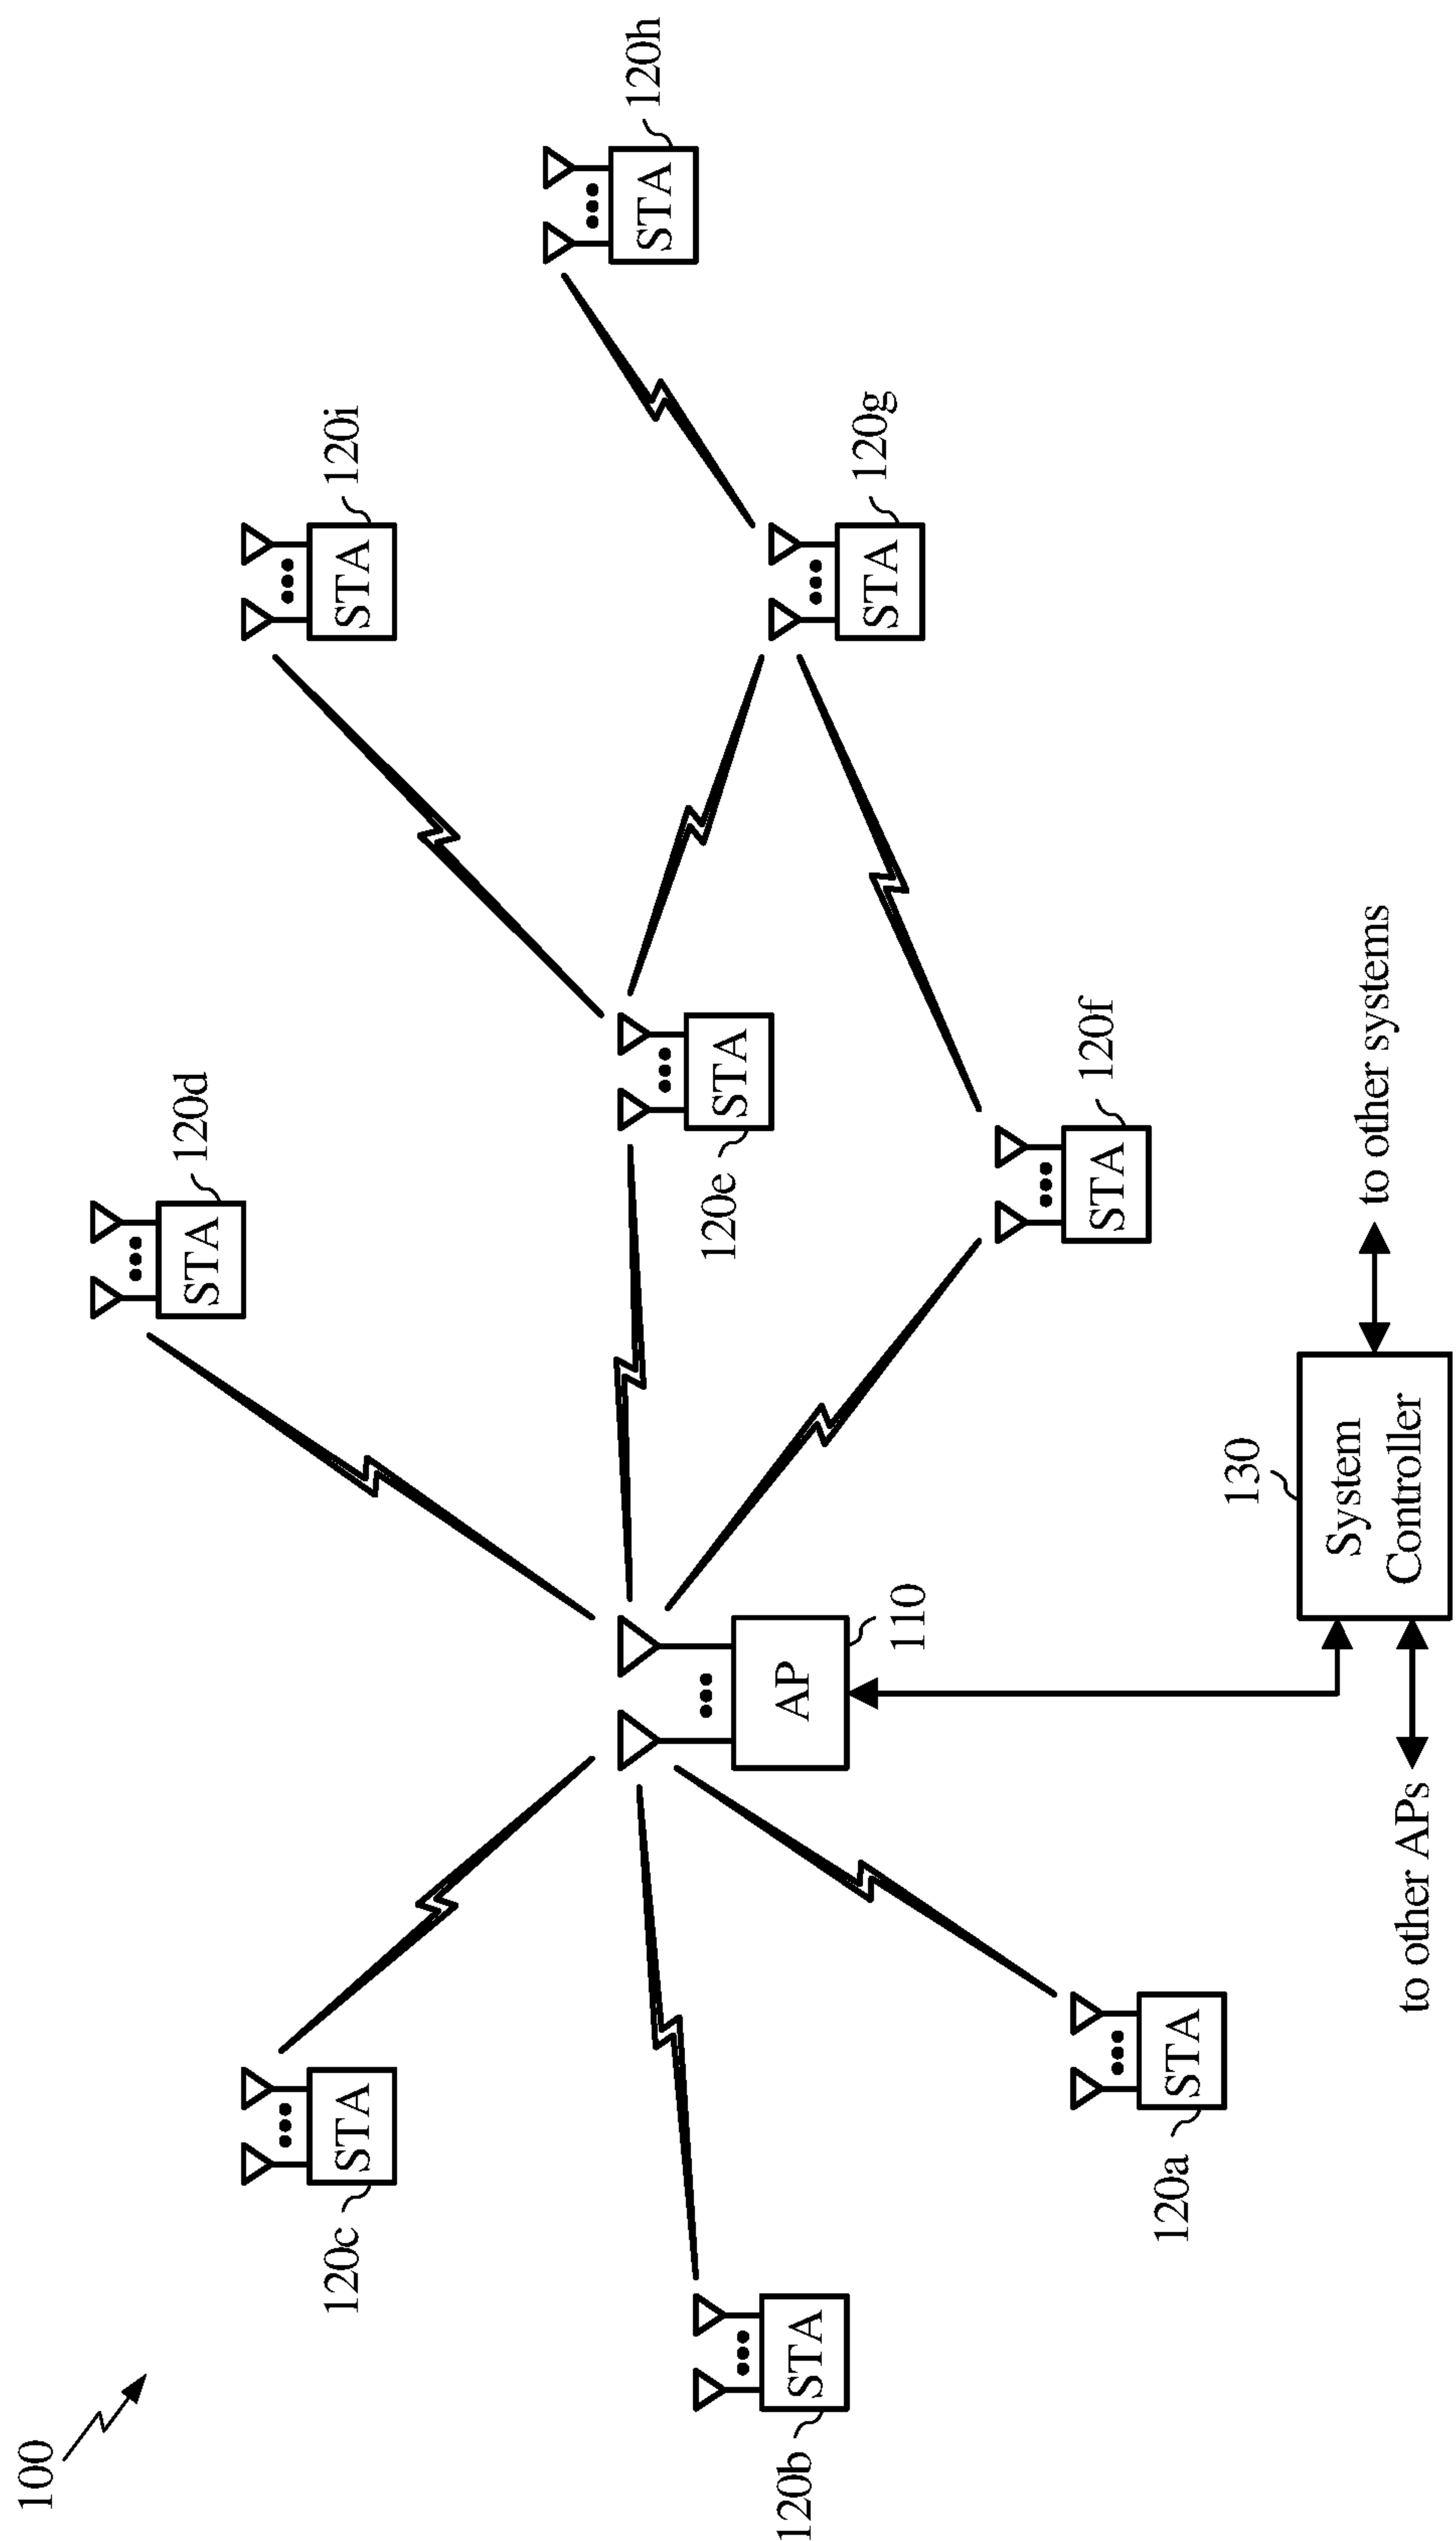 100
120d
STA
120c
STA
120i
STA
120h
STA
120e
STA
AP
110
120b
STA
120g
STA
120f
STA
120a
STA
130
System
Controller
to other systems
to other APs